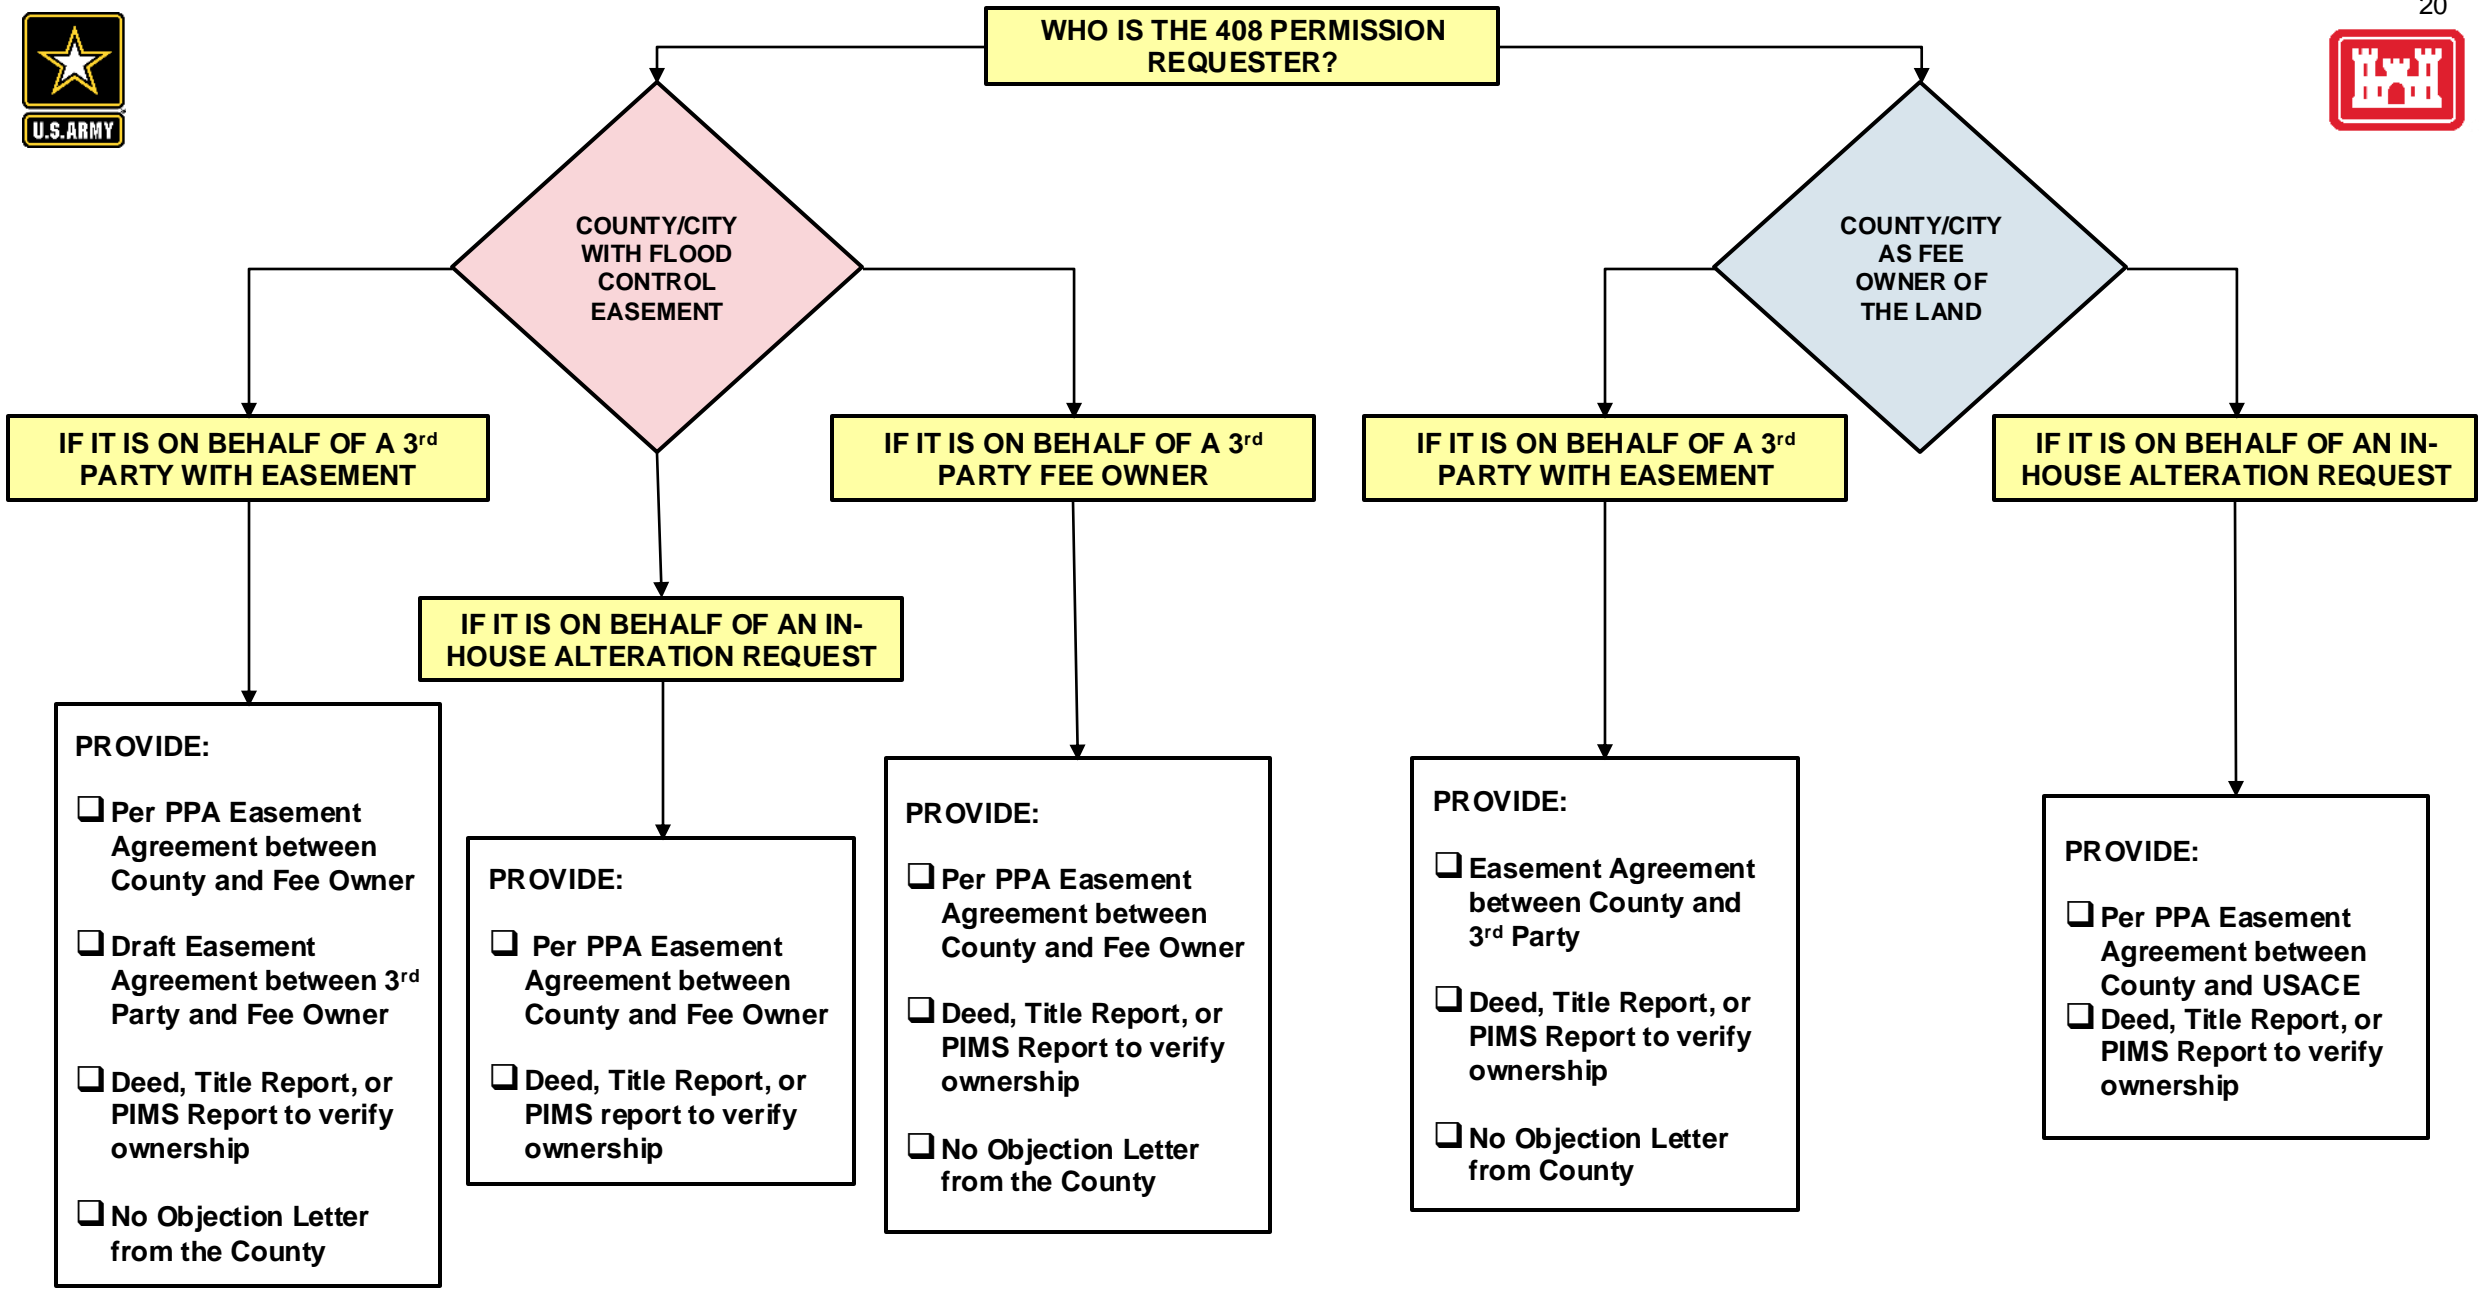 20
U.S.ARMY
WHO IS THE 408 PERMISSION
REQUESTER?
COUNTY/CITY
WITH FLOOD
CONTROL
EASEMENT
COUNTY/CITY
AS FEE
OWNER OF
THE LAND
IF IT IS ON BEHALF OF A 3rd
PARTY WITH EASEMENT
IF IT IS ON BEHALF OF A 3rd
PARTY FEE OWNER
IF IT IS ON BEHALF OF A 3rd
PARTY WITH EASEMENT
IF IT IS ON BEHALF OF AN IN-
HOUSE ALTERATION REQUEST
IF IT IS ON BEHALF OF AN IN-
HOUSE ALTERATION REQUEST
PROVIDE:
Per PPA Easement
Agreement between
County and Fee Owner
Draft Easement
Agreement between 3rd
Party and Fee Owner
Deed, Title Report, or
PIMS Report to verify
ownership
No Objection Letter
from the County
PROVIDE:
Per PPA Easement
Agreement between
County and Fee Owner
Deed, Title Report, or
PIMS report to verify
ownership
PROVIDE:
Per PPA Easement
Agreement between
County and Fee Owner
Deed, Title Report, or
PIMS Report to verify
ownership
No Objection Letter
from the County
PROVIDE:
Easement Agreement
between County and
3rd Party
Deed, Title Report, or
PIMS Report to verify
ownership
No Objection Letter
from County
PROVIDE:
Per PPA Easement
Agreement between
County and USACE
Deed, Title Report, or
PIMS Report to verify
ownership